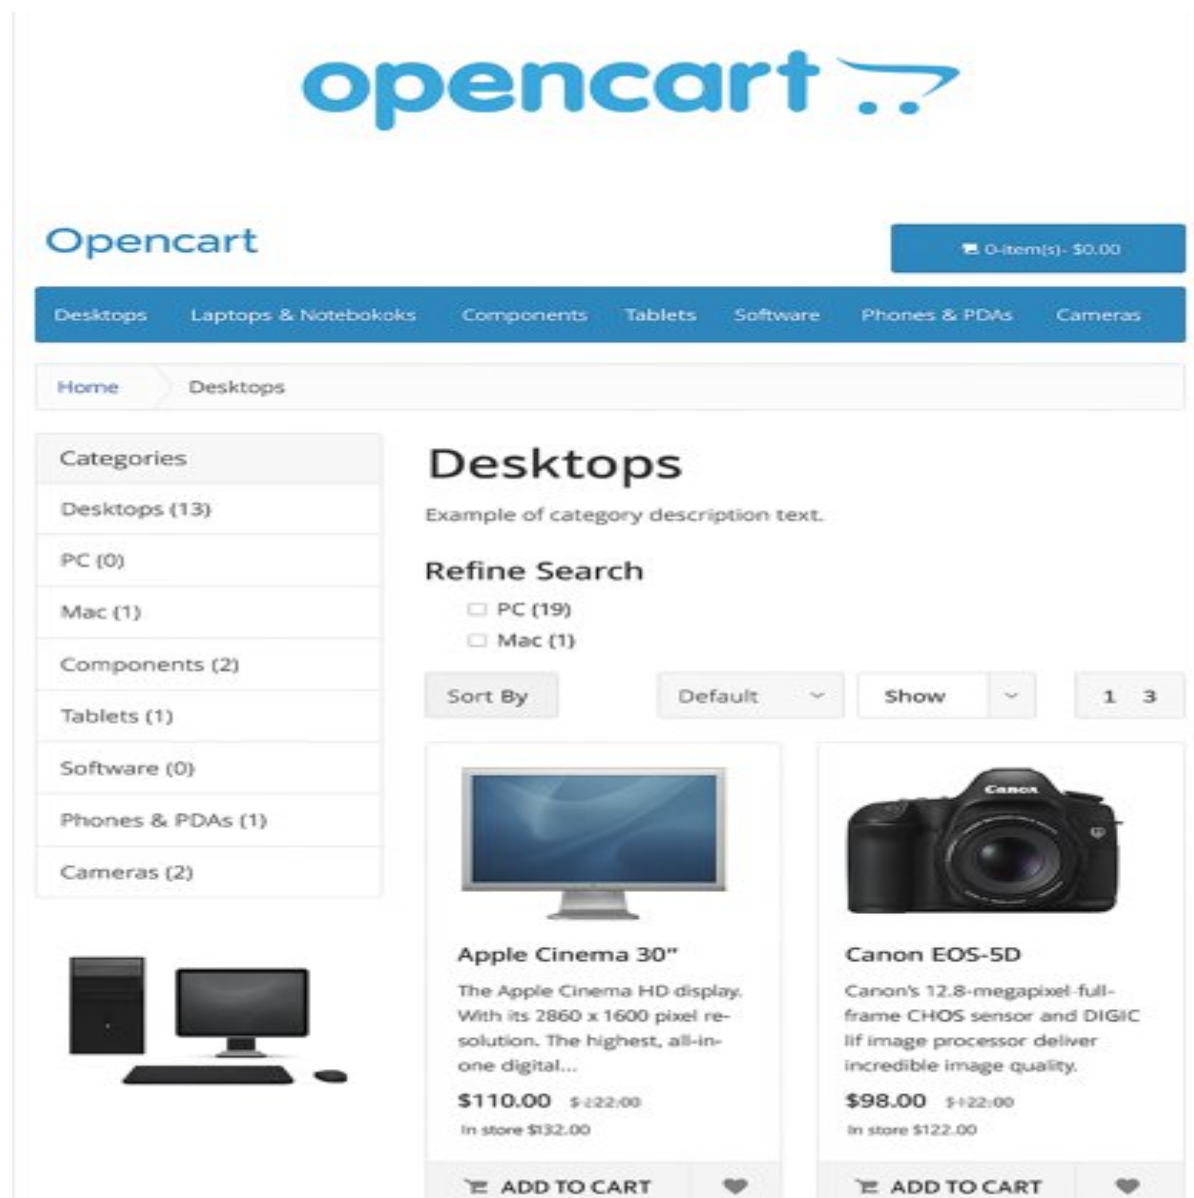 opencart
Opencart
0-item(s)- $0.00
Desktops Laptops & Notebokoks Components Tablets Software Phones & PDAs Cameras
Home Desktops
Categories
Desktops (13)
PC (0)
Mac (1)
Components (2)
Tablets (1)
Software (0)
Phones & PDAs (1)
Cameras (2)
Desktops
Example of category description text.
Refine Search
PC (19)
Mac (1)
Sort By Default Show 1 3
Canon
Apple Cinema 30"
The Apple Cinema HD display.
With its 2860 x 1600 pixel re-
solution. The highest, all-in-
one digital...
$110.00
In store $132.00
ADD TO CART
Canon EOS-5D
Canon's 12.8-megapixel-full-
frame CHOS sensor and DIGIC
lif image processor deliver
incredible image quality.
$98.00 $122.00
In store $122.00
ADD TO CART